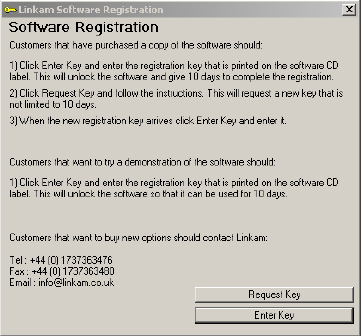 Linkam Software Registration
Software Registration
Customers that have purchased a copy of the software should:
1) Click Enter Key and enter the registration key that is printed on the software CD
label. This will unlock the software and give 10 days to complete the registration.
2) Click Request Key and follow the instructions. This will request a new key that is
not limited to 10 days.
3) When the new registration key arrives click Enter Key and enter it.
Customers that want to try a demonstration of the software should:
1) Click Enter Key and enter the registration key that is printed on the software CD
label. This will unlock the software so that it can be used for 10 days.
Customers that want to buy new options should contact Linkam:
Tel : +44 (0) 1737363476
Fax : +44 (0) 1737363480
Email : info@linkam.co.uk
Request Key
Enter Key